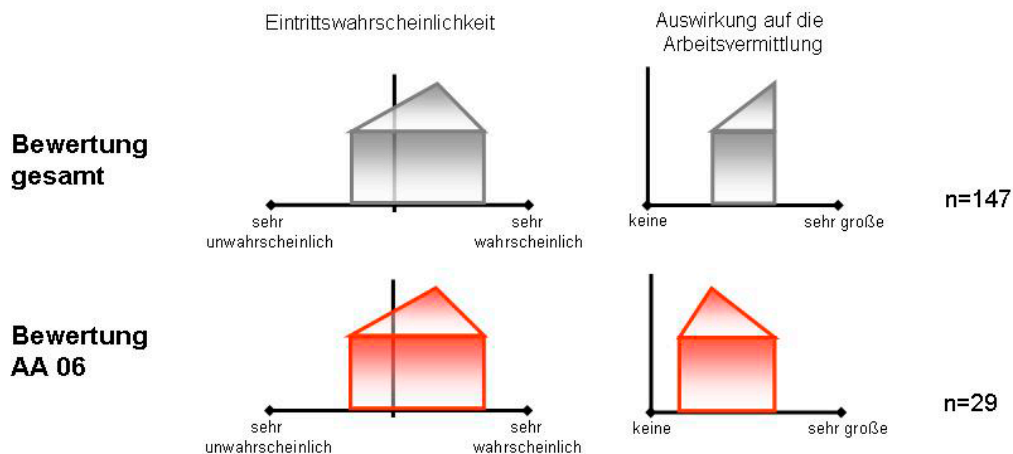 Eintrittswahrscheinlichkeit
Auswirkung auf die
Arbeitsvermittlung
Bewertung
gesamt
sehr
unwahrscheinlich
sehr
wahrscheinlich
keine
sehr große
n=147
Bewertung
AA 06
sehr
unwahrscheinlich
sehr
wahrscheinlich
keine
sehr große
n=29